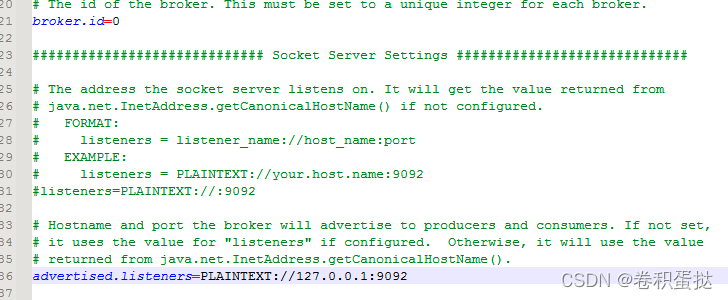 20 # The id of the broker. This must be set to a unique integer for each broker.
21 broker.id=0
22
23 ############################# Socket Server Settings #############################
24
25 # The address the socket server listens on. It will get the value returned from
26 # java.net.InetAddress.getCanonicalHostName() if not configured.
27 #   FORMAT:
28 #     listeners = listener_name://host_name:port
29 #   EXAMPLE:
30 #     listeners = PLAINTEXT://your.host.name:9092
31 #listeners=PLAINTEXT://:9092
32
33 # Hostname and port the broker will advertise to producers and consumers. If not set,
34 # it uses the value for "listeners" if configured.  Otherwise, it will use the value
35 # returned from java.net.InetAddress.getCanonicalHostName().
36 advertised.listeners=PLAINTEXT://127.0.0.1:9092
37
CSDN @卷积蛋挞